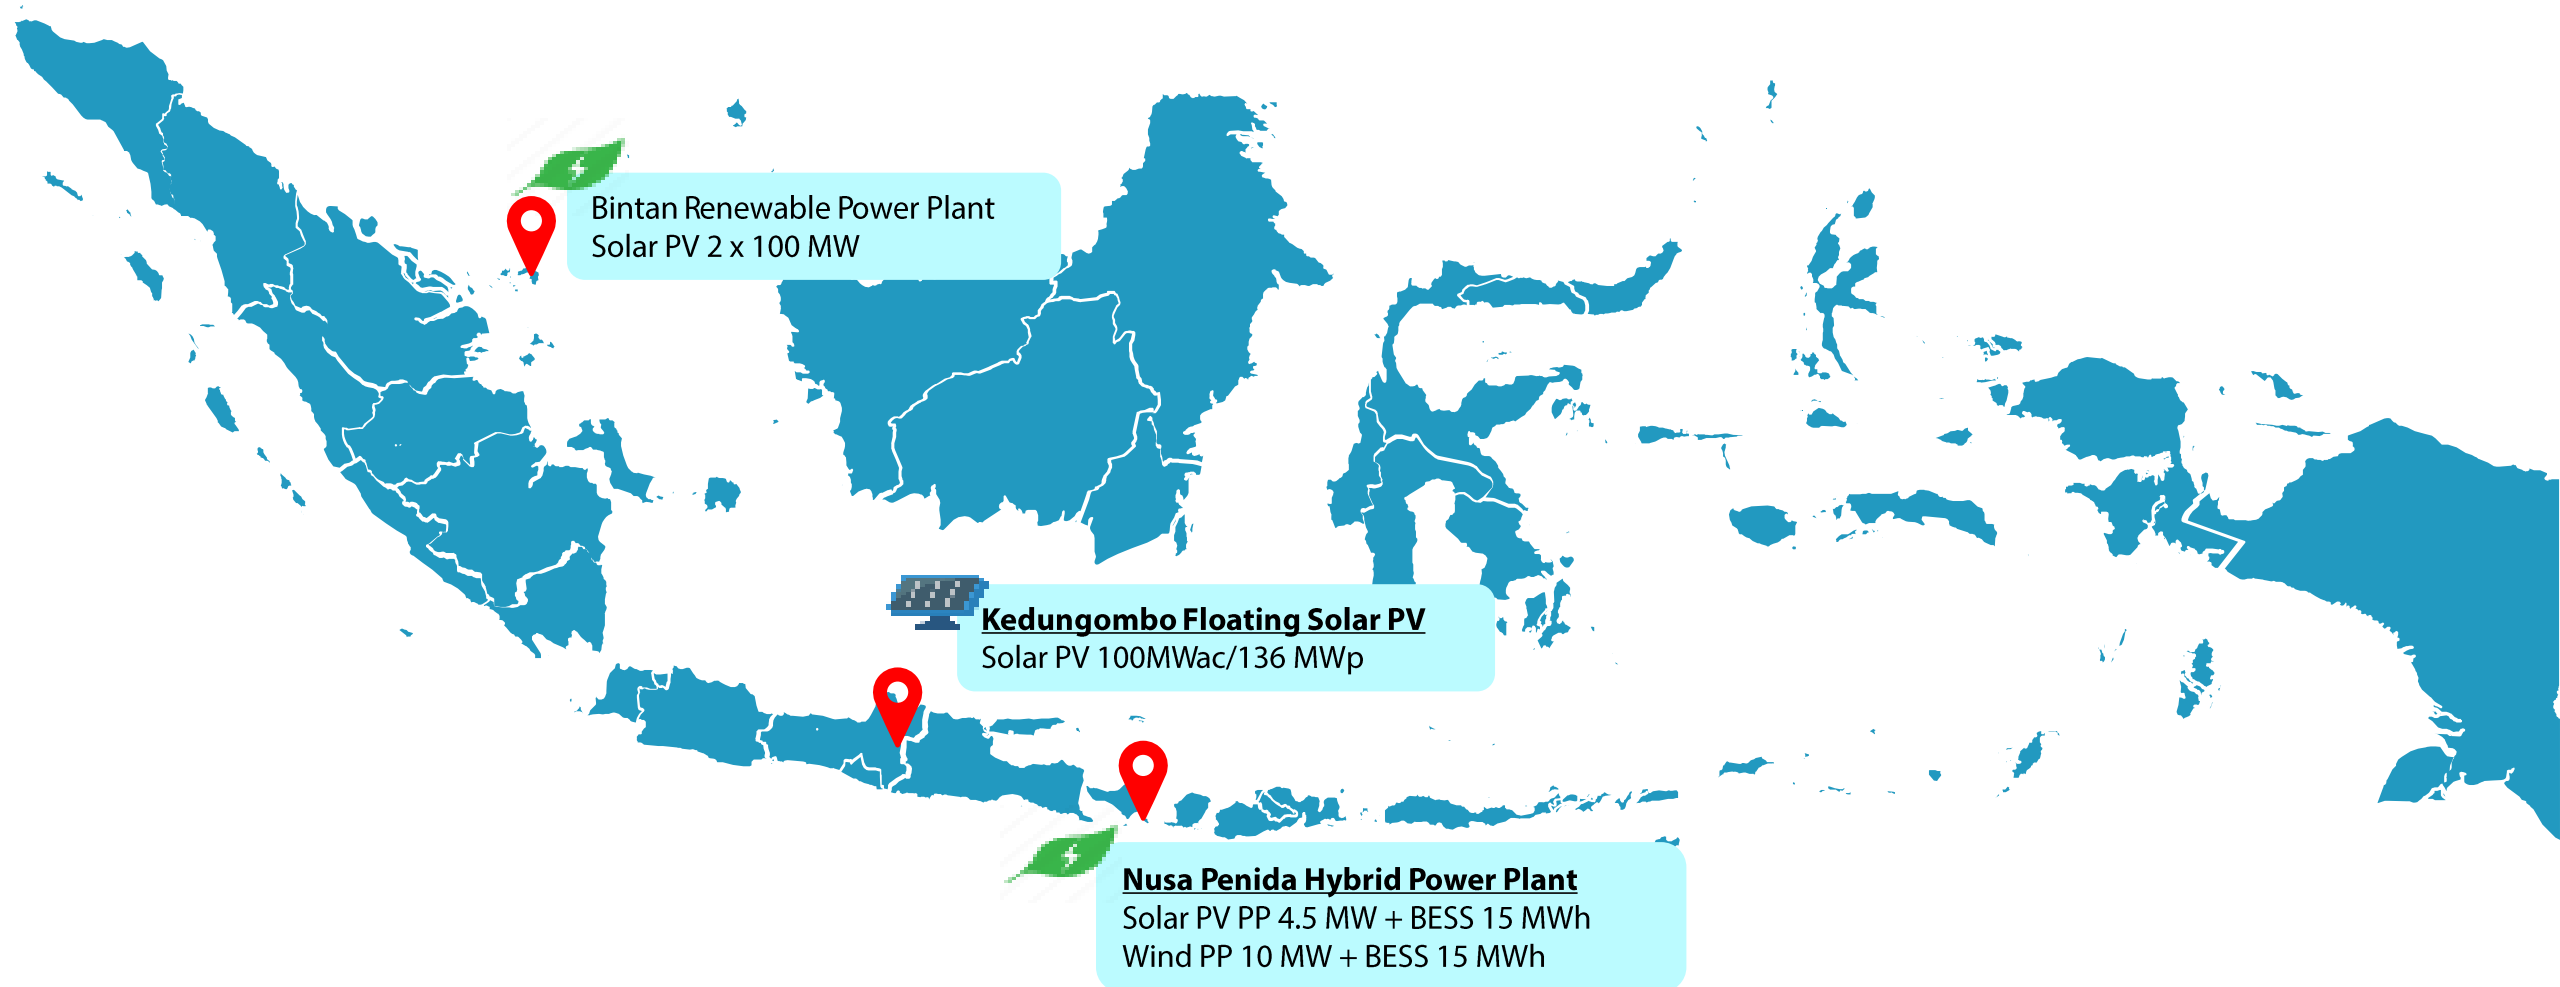 Bintan Renewable Power Plant
Solar PV 2 x 100 MW
Kedungombo Floating Solar PV
Solar PV 100MWac/136 MWp
Nusa Penida Hybrid Power Plant
Solar PV PP 4.5 MW + BESS 15 MWh
Wind PP 10 MW + BESS 15 MWh